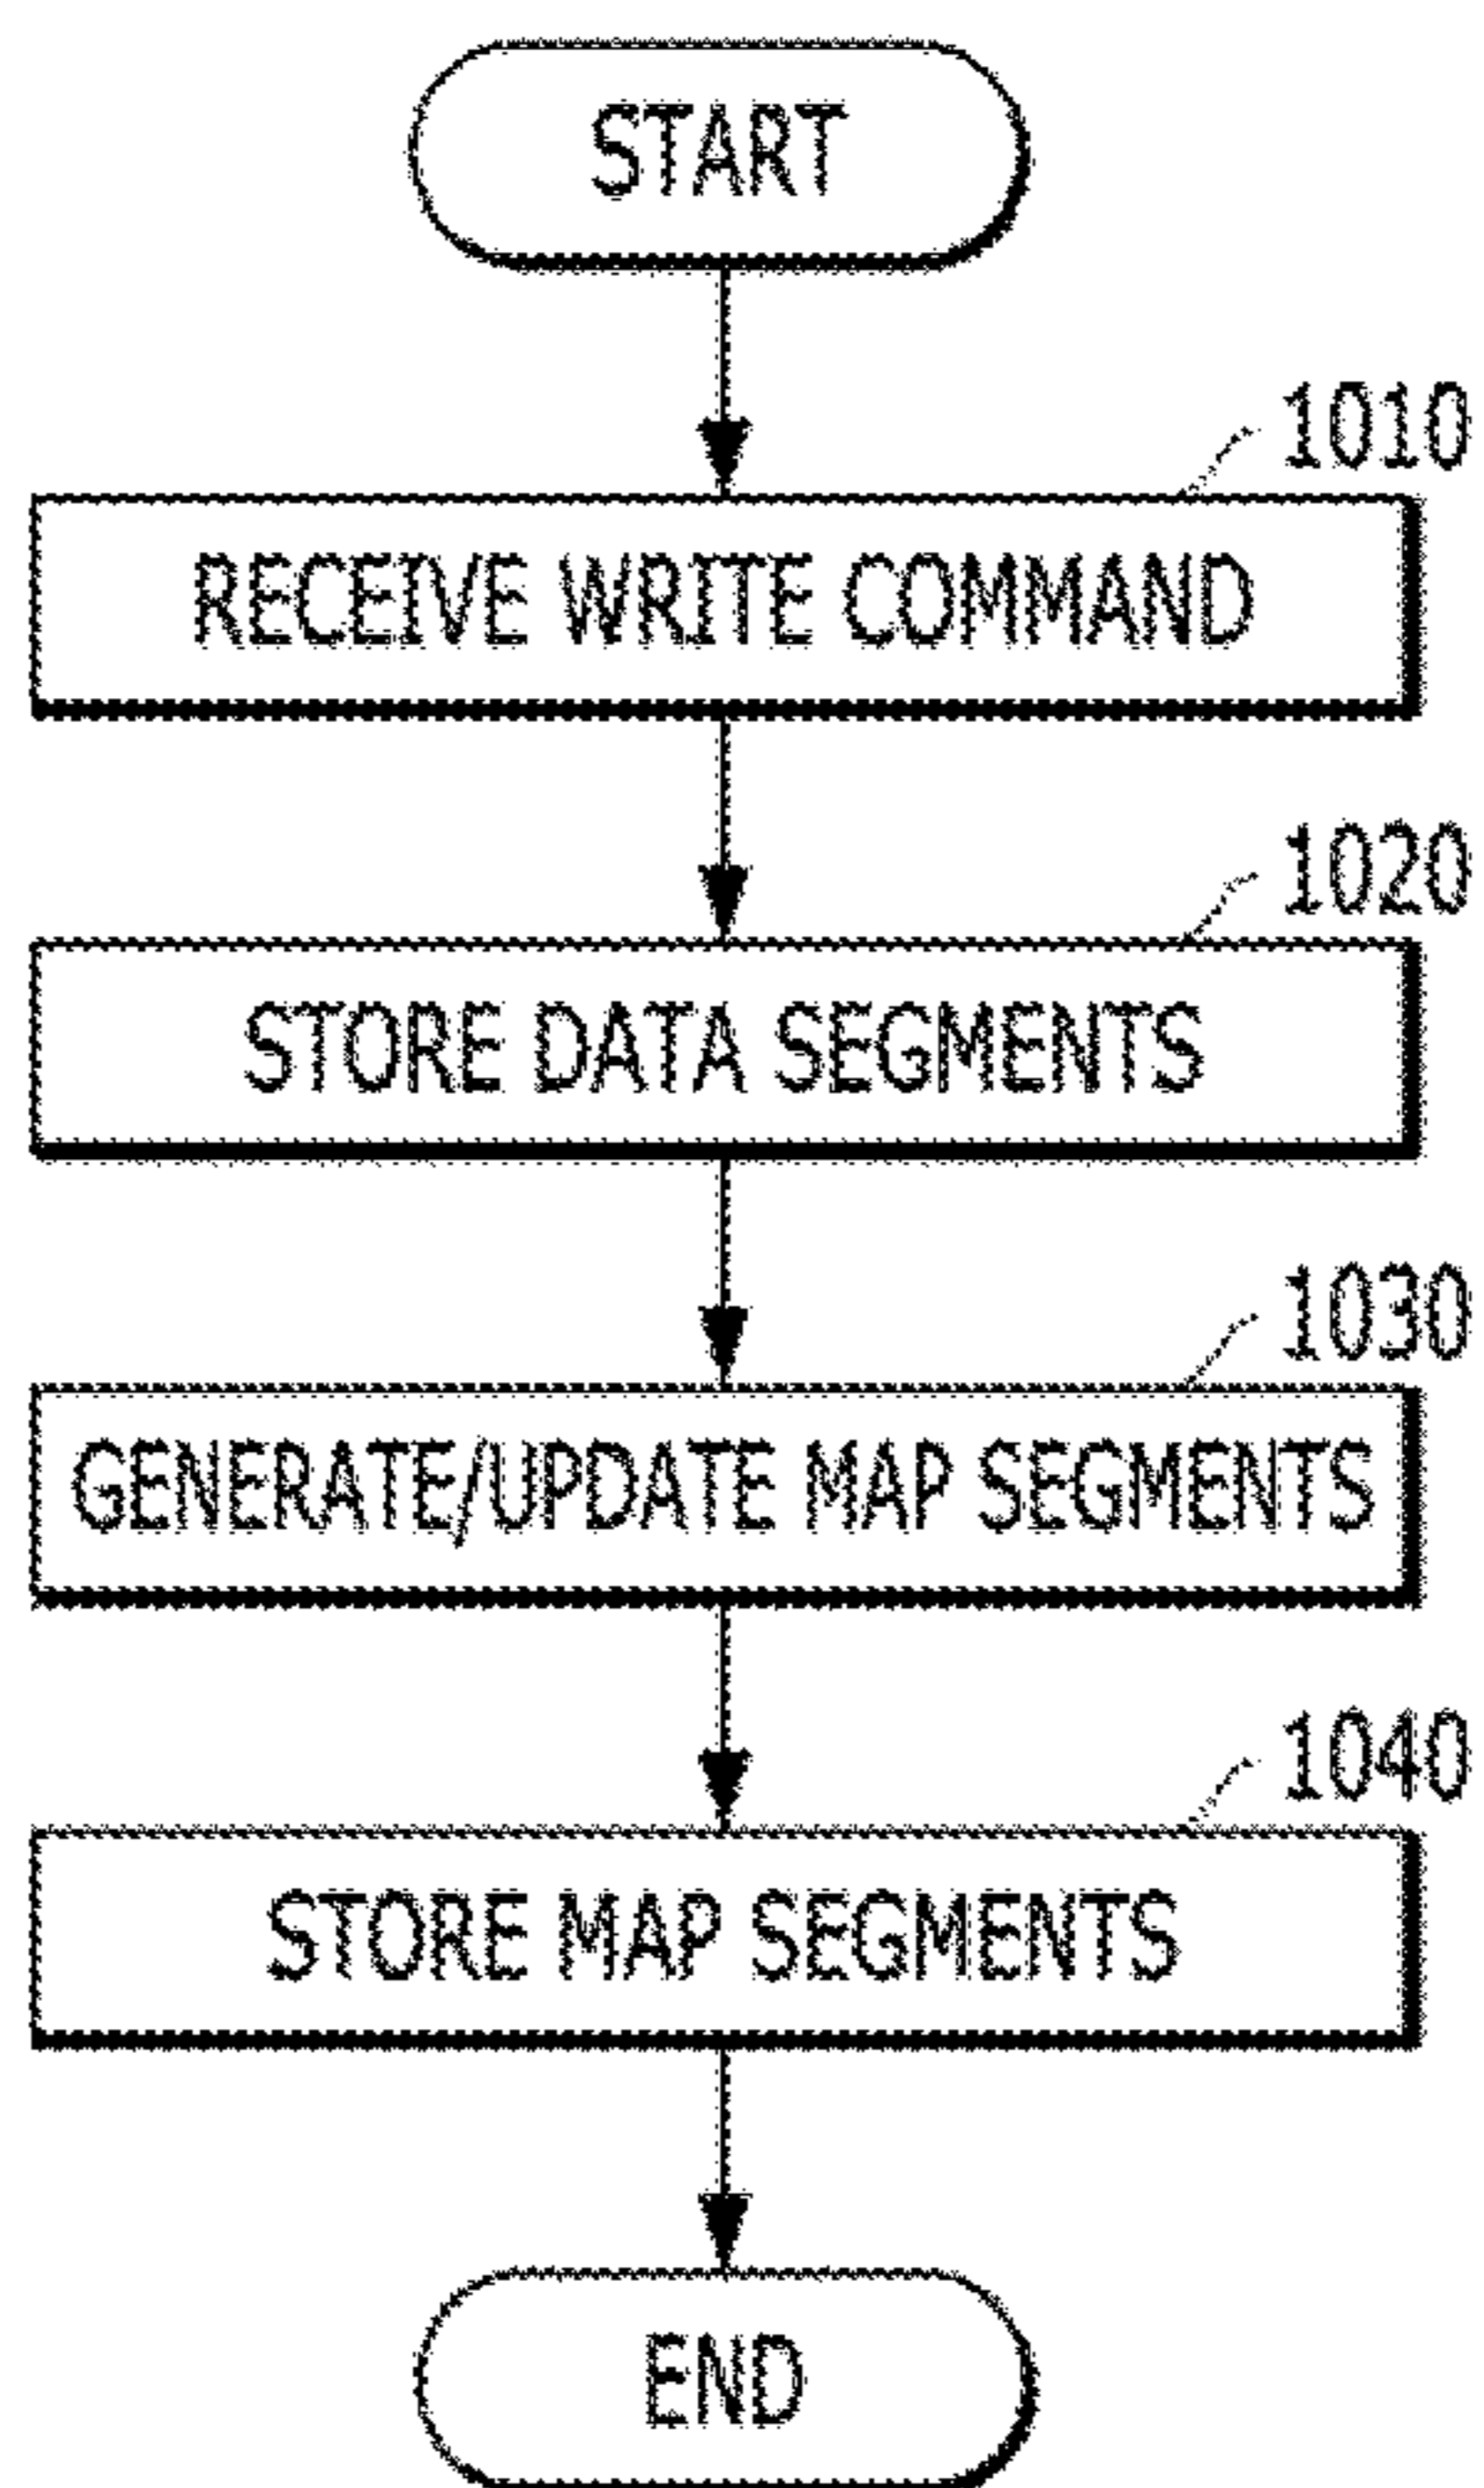 START
1010
RECEIVE WRITE COMMAND
1020
STORE DATA SEGMENTS
1030
GENERATE/UPDATE MAP SEGMENTS
1040
STORE MAP SEGMENTS
END